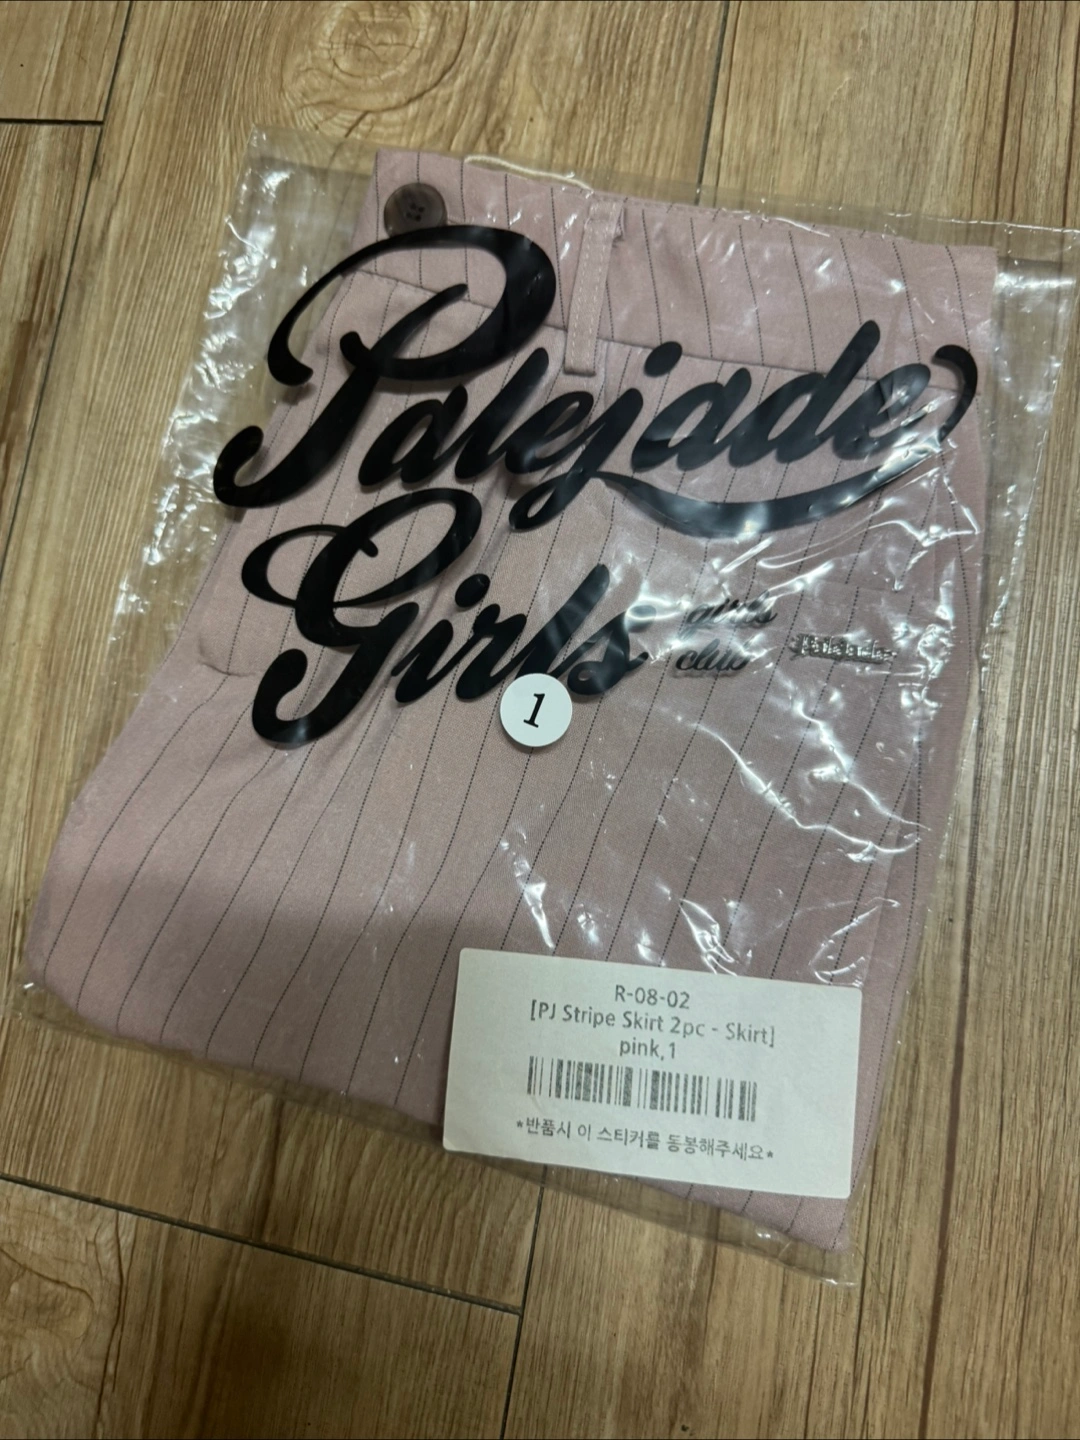 Palejade
Girls
girls
club
Palejade
1
R-08-02
[PJ Stripe Skirt 2pc - Skirt]
pink,1
*반품시 이 스티커를 동봉해주세요*